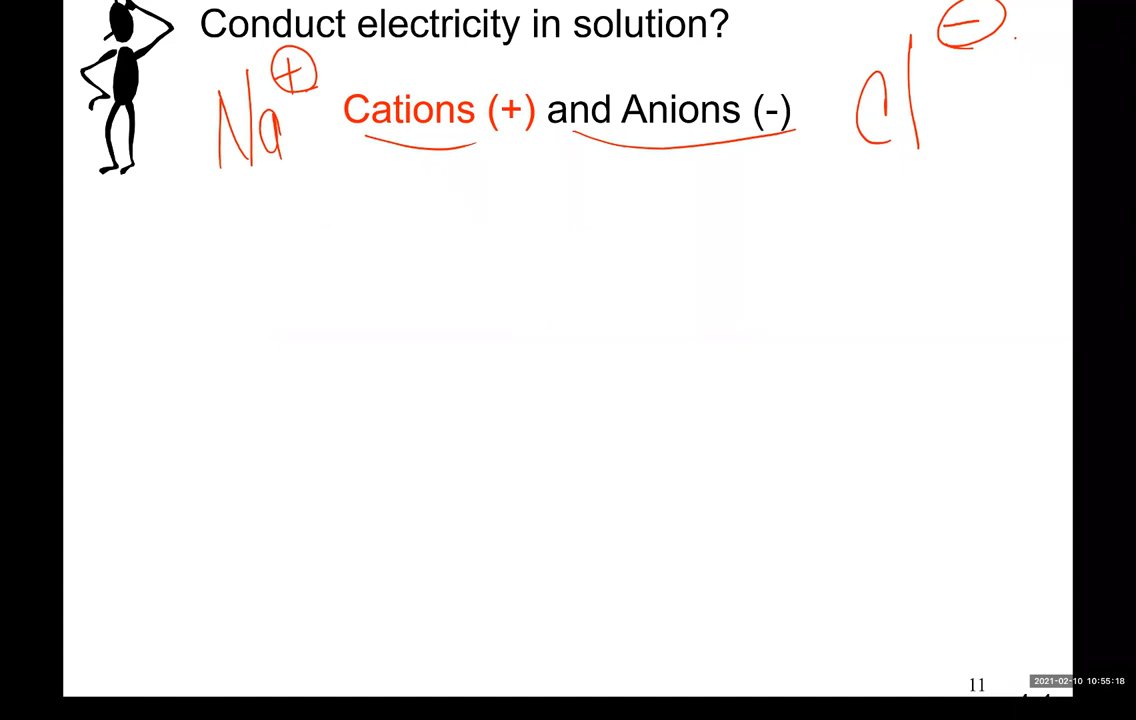 Conduct electricity in solution?
Na⊕ Cations (+) and Anions (-) Cl⊖
11
2021-02-10 10:55:18